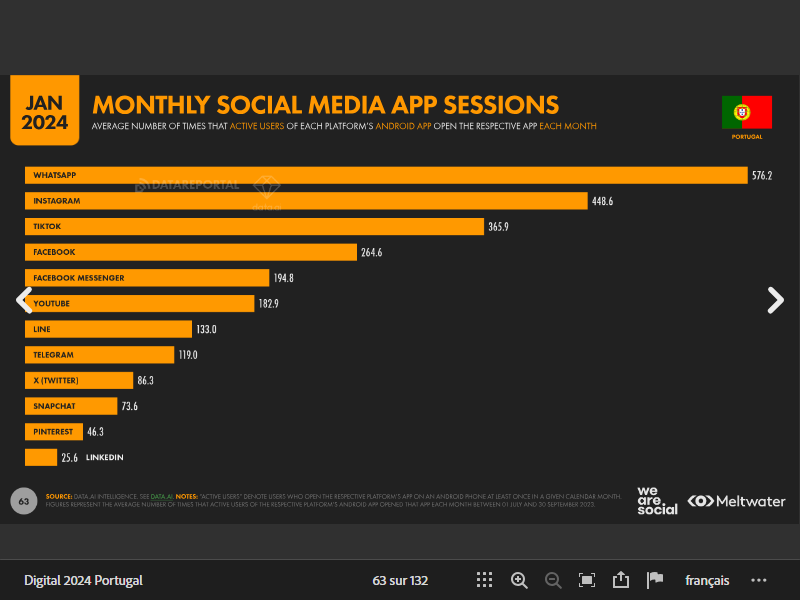 JAN
2024
MONTHLY SOCIAL MEDIA APP SESSIONS
AVERAGE NUMBER OF TIMES THAT ACTIVE USERS OF EACH PLATFORM'S ANDROID APP OPEN THE RESPECTIVE APP EACH MONTH
PORTUGAL
WHATSAPP 576.2
DATAREPORTAL
INSTAGRAM 448.6
TIKTOK 365.9
FACEBOOK 264.6
FACEBOOK MESSENGER 194.8
YOUTUBE 182.9
LINE 133.0
TELEGRAM 119.0
X (TWITTER) 86.3
SNAPCHAT 73.6
PINTEREST 46.3
25.6 LINKEDIN
63
SOURCE: DATA.AI INTELLIGENCE. SEE DATA.AI. NOTES: "ACTIVE USERS" DENOTE USERS WHO OPEN THE RESPECTIVE PLATFORM'S APP ON AN ANDROID PHONE AT LEAST ONCE IN A GIVEN CALENDAR MONTH.
FIGURES REPRESENT THE AVERAGE NUMBER OF TIMES THAT ACTIVE USERS OF THE RESPECTIVE PLATFORM'S ANDROID APP OPENED THAT APP EACH MONTH BETWEEN 01 JULY AND 30 SEPTEMBER 2023.
we
are.
social
Meltwater
Digital 2024 Portugal
63 sur 132
français